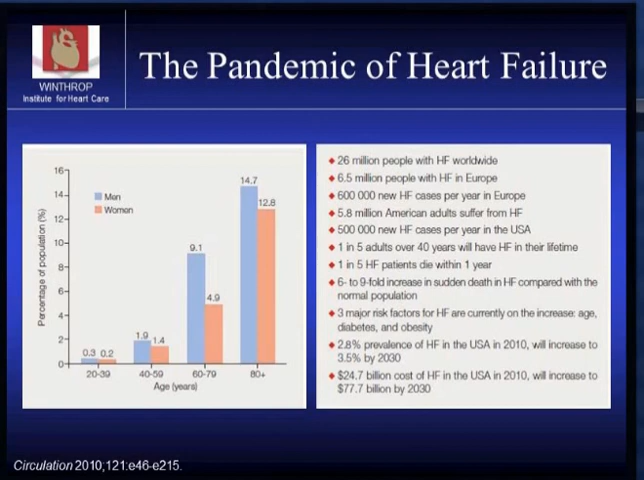 WINTHROP
Institute for Heart Care
The Pandemic of Heart Failure
16
14
12
10
8
6
4
2
0
Percentage of population (%)
Men
Women
0.3 0.2
1.9 1.4
9.1
4.9
14.7
12.8
20-39 40-59 60-79 80+
Age (years)
26 million people with HF worldwide
6.5 million people with HF in Europe
600 000 new HF cases per year in Europe
5.8 million American adults suffer from HF
500 000 new HF cases per year in the USA
1 in 5 adults over 40 years will have HF in their lifetime
1 in 5 HF patients die within 1 year
6- to 9-fold increase in sudden death in HF compared with the
normal population
3 major risk factors for HF are currently on the increase: age,
diabetes, and obesity
2.8% prevalence of HF in the USA in 2010, will increase to
3.5% by 2030
$24.7 billion cost of HF in the USA in 2010, will increase to
$77.7 billion by 2030
Circulation 2010;121:e46-e215.